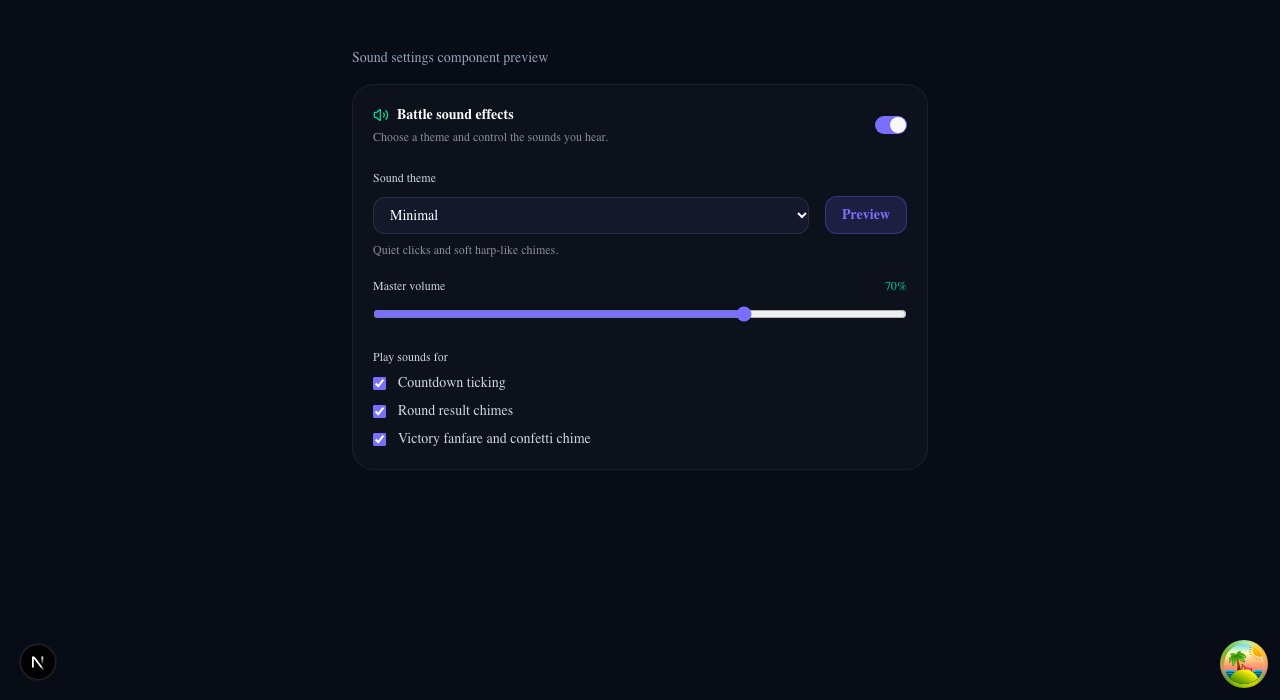 Sound settings component preview
Battle sound effects
Choose a theme and control the sounds you hear.
Sound theme
Minimal
Preview
Quiet clicks and soft harp-like chimes.
Master volume
70%
Play sounds for
Countdown ticking
Round result chimes
Victory fanfare and confetti chime
N